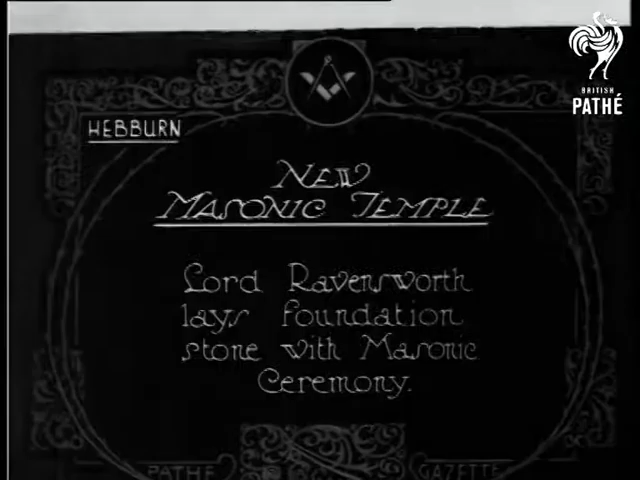 BRITISH
PATHÉ
HEBBURN
NEW
MASONIC TEMPLE
Lord Ravensworth
lays foundation
stone with Masonic
Ceremony.
PATHE GAZETTE